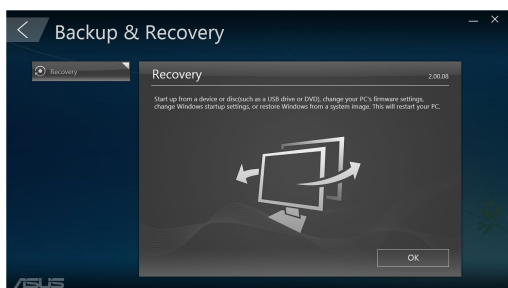 Backup & Recovery
Recovery
Recovery
2.00.08
Start up from a device or disc(such as a USB drive or DVD), change your PC's firmware settings,
change Windows startup settings, or restore Windows from a system image. This will restart your PC.
OK
ASUS